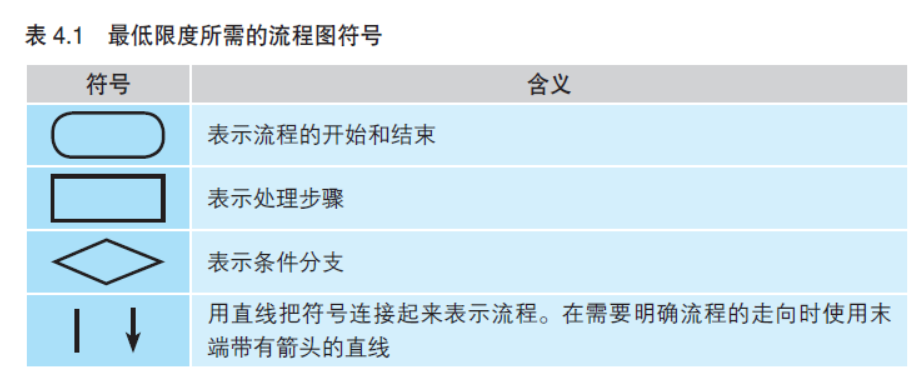 表 4.1 最低限度所需的流程图符号
符号 含义
表示流程的开始和结束
表示处理步骤
表示条件分支
用直线把符号连接起来表示流程。在需要明确流程的走向时使用末
端带有箭头的直线